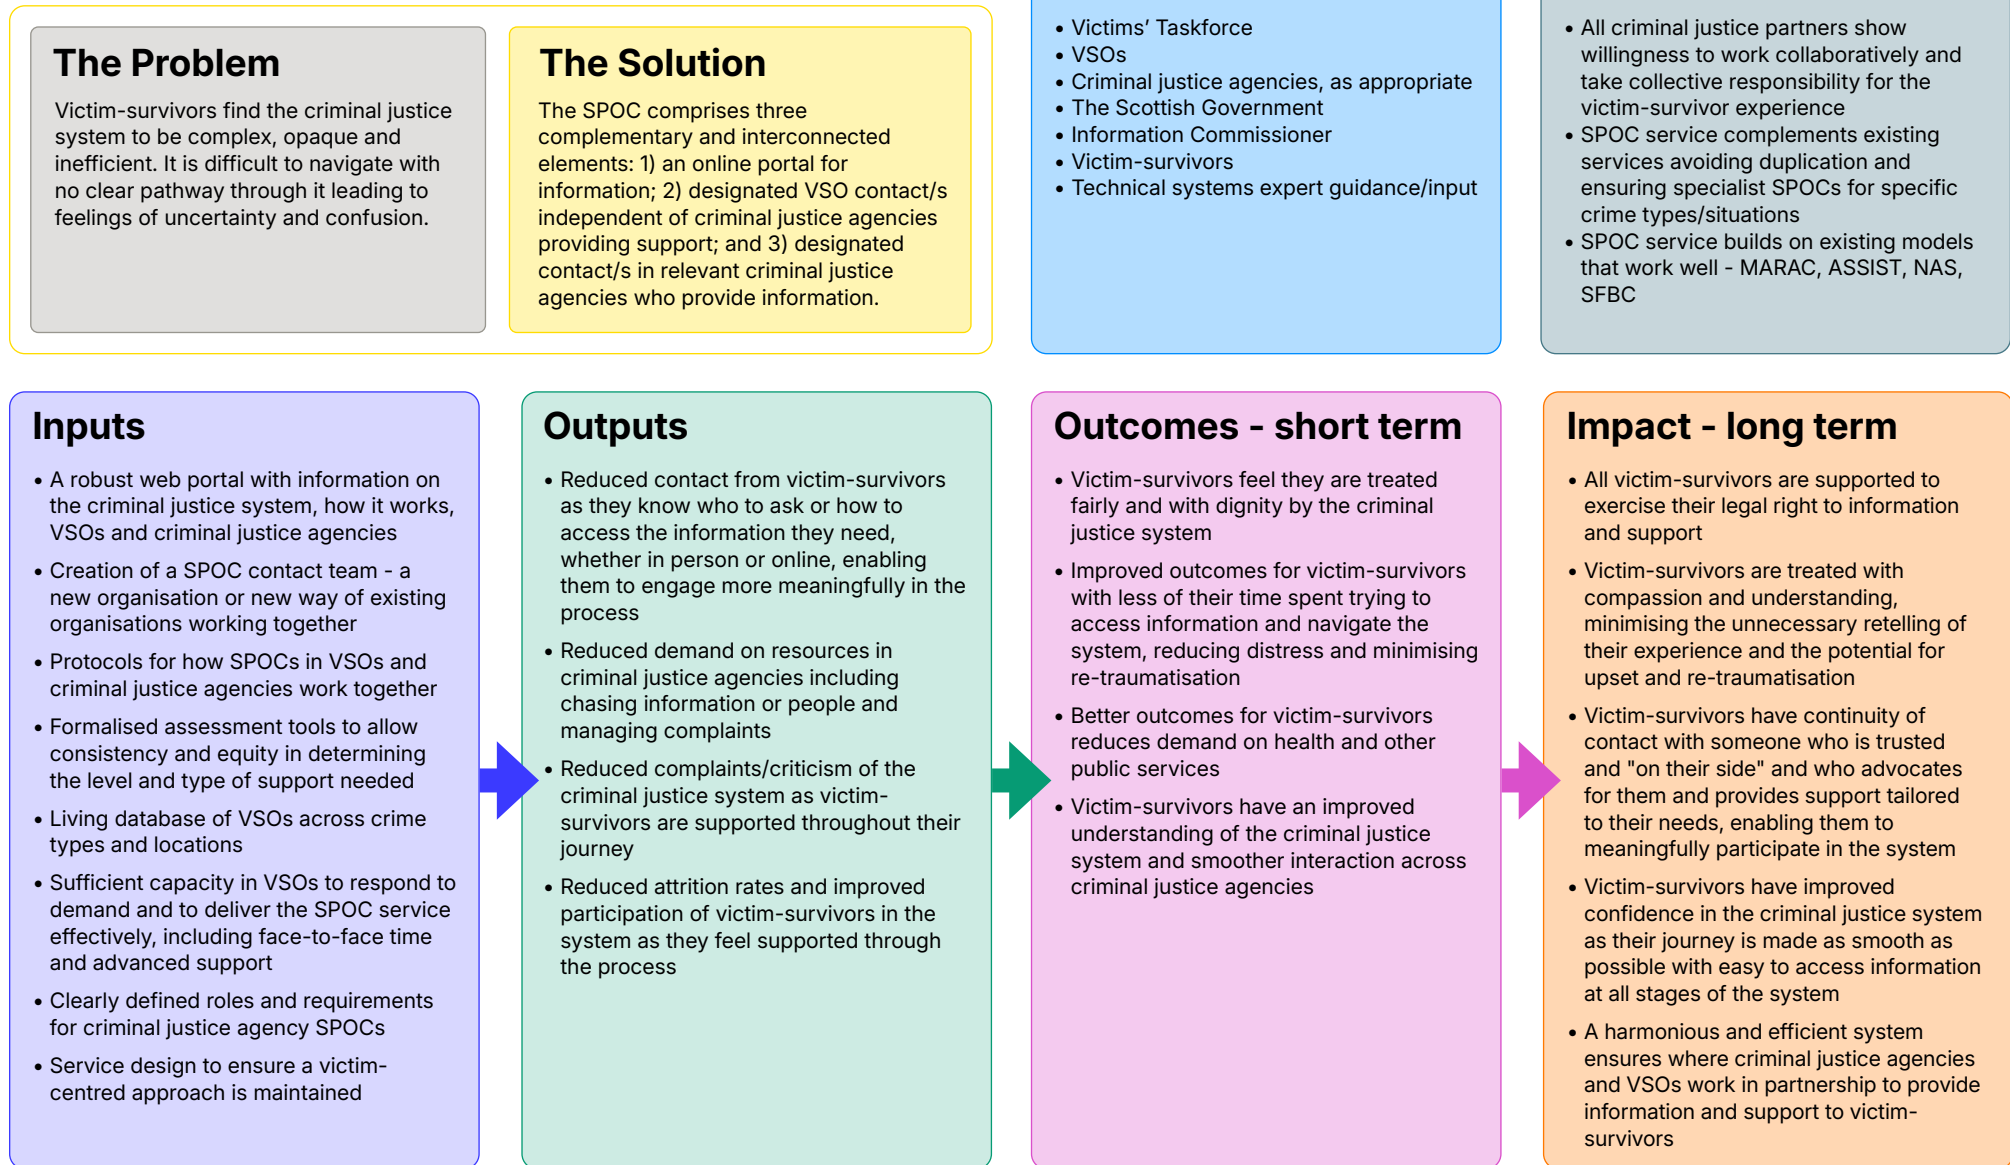 The Problem
Victim-survivors find the criminal justice
system to be complex, opaque and
inefficient. It is difficult to navigate with
no clear pathway through it leading to
feelings of uncertainty and confusion.
The Solution
The SPOC comprises three
complementary and interconnected
elements: 1) an online portal for
information; 2) designated VSO contact/s
independent of criminal justice agencies
providing support; and 3) designated
contact/s in relevant criminal justice
agencies who provide information.
• Victims’ Taskforce
• VSOs
• Criminal justice agencies, as appropriate
• The Scottish Government
• Information Commissioner
• Victim-survivors
• Technical systems expert guidance/input
• All criminal justice partners show
willingness to work collaboratively and
take collective responsibility for the
victim-survivor experience
• SPOC service complements existing
services avoiding duplication and
ensuring specialist SPOCs for specific
crime types/situations
• SPOC service builds on existing models
that work well - MARAC, ASSIST, NAS,
SFBC
Inputs
• A robust web portal with information on
the criminal justice system, how it works,
VSOs and criminal justice agencies
• Creation of a SPOC contact team - a
new organisation or new way of existing
organisations working together
• Protocols for how SPOCs in VSOs and
criminal justice agencies work together
• Formalised assessment tools to allow
consistency and equity in determining
the level and type of support needed
• Living database of VSOs across crime
types and locations
• Sufficient capacity in VSOs to respond to
demand and to deliver the SPOC service
effectively, including face-to-face time
and advanced support
• Clearly defined roles and requirements
for criminal justice agency SPOCs
• Service design to ensure a victim-
centred approach is maintained
Outputs
• Reduced contact from victim-survivors
as they know who to ask or how to
access the information they need,
whether in person or online, enabling
them to engage more meaningfully in the
process
• Reduced demand on resources in
criminal justice agencies including
chasing information or people and
managing complaints
• Reduced complaints/criticism of the
criminal justice system as victim-
survivors are supported throughout their
journey
• Reduced attrition rates and improved
participation of victim-survivors in the
system as they feel supported through
the process
Outcomes - short term
• Victim-survivors feel they are treated
fairly and with dignity by the criminal
justice system
• Improved outcomes for victim-survivors
with less of their time spent trying to
access information and navigate the
system, reducing distress and minimising
re-traumatisation
• Better outcomes for victim-survivors
reduces demand on health and other
public services
• Victim-survivors have an improved
understanding of the criminal justice
system and smoother interaction across
criminal justice agencies
Impact - long term
• All victim-survivors are supported to
exercise their legal right to information
and support
• Victim-survivors are treated with
compassion and understanding,
minimising the unnecessary retelling of
their experience and the potential for
upset and re-traumatisation
• Victim-survivors have continuity of
contact with someone who is trusted
and "on their side" and who advocates
for them and provides support tailored
to their needs, enabling them to
meaningfully participate in the system
• Victim-survivors have improved
confidence in the criminal justice system
as their journey is made as smooth as
possible with easy to access information
at all stages of the system
• A harmonious and efficient system
ensures where criminal justice agencies
and VSOs work in partnership to provide
information and support to victim-
survivors